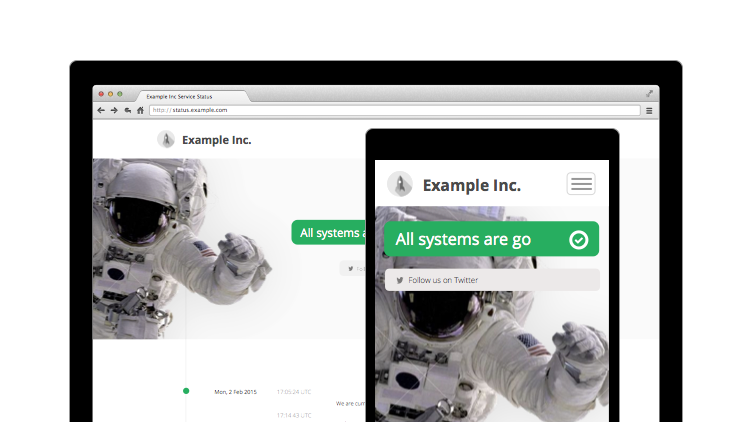 Example Inc Service Status
http://status.example.com
Example Inc.
All systems a
Mon, 2 Feb 2015
17:05:24 UTC
We are cur
17:14:43 UTC
Example Inc.
All systems are go
Follow us on Twitter